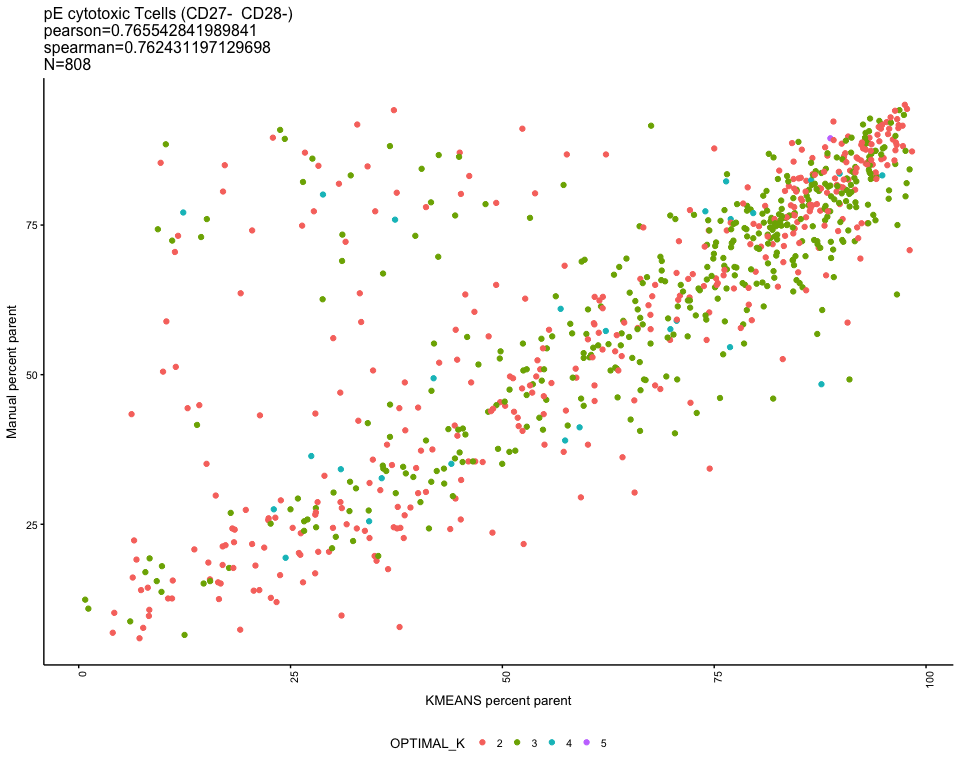 pE cytotoxic Tcells (CD27-  CD28-)
pearson=0.765542841989841
spearman=0.762431197129698
N=808
Manual percent parent
75
50
25
0
25
50
75
100
KMEANS percent parent
OPTIMAL_K 2 3 4 5